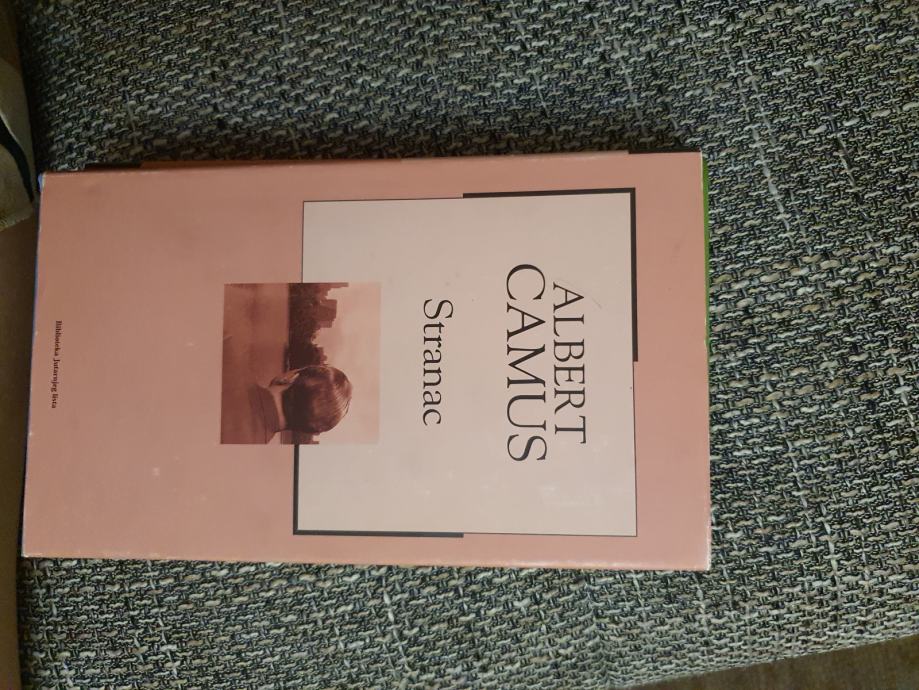 ALBERT
CAMUS
Stranac
Biblioteka Jutarnjeg lista